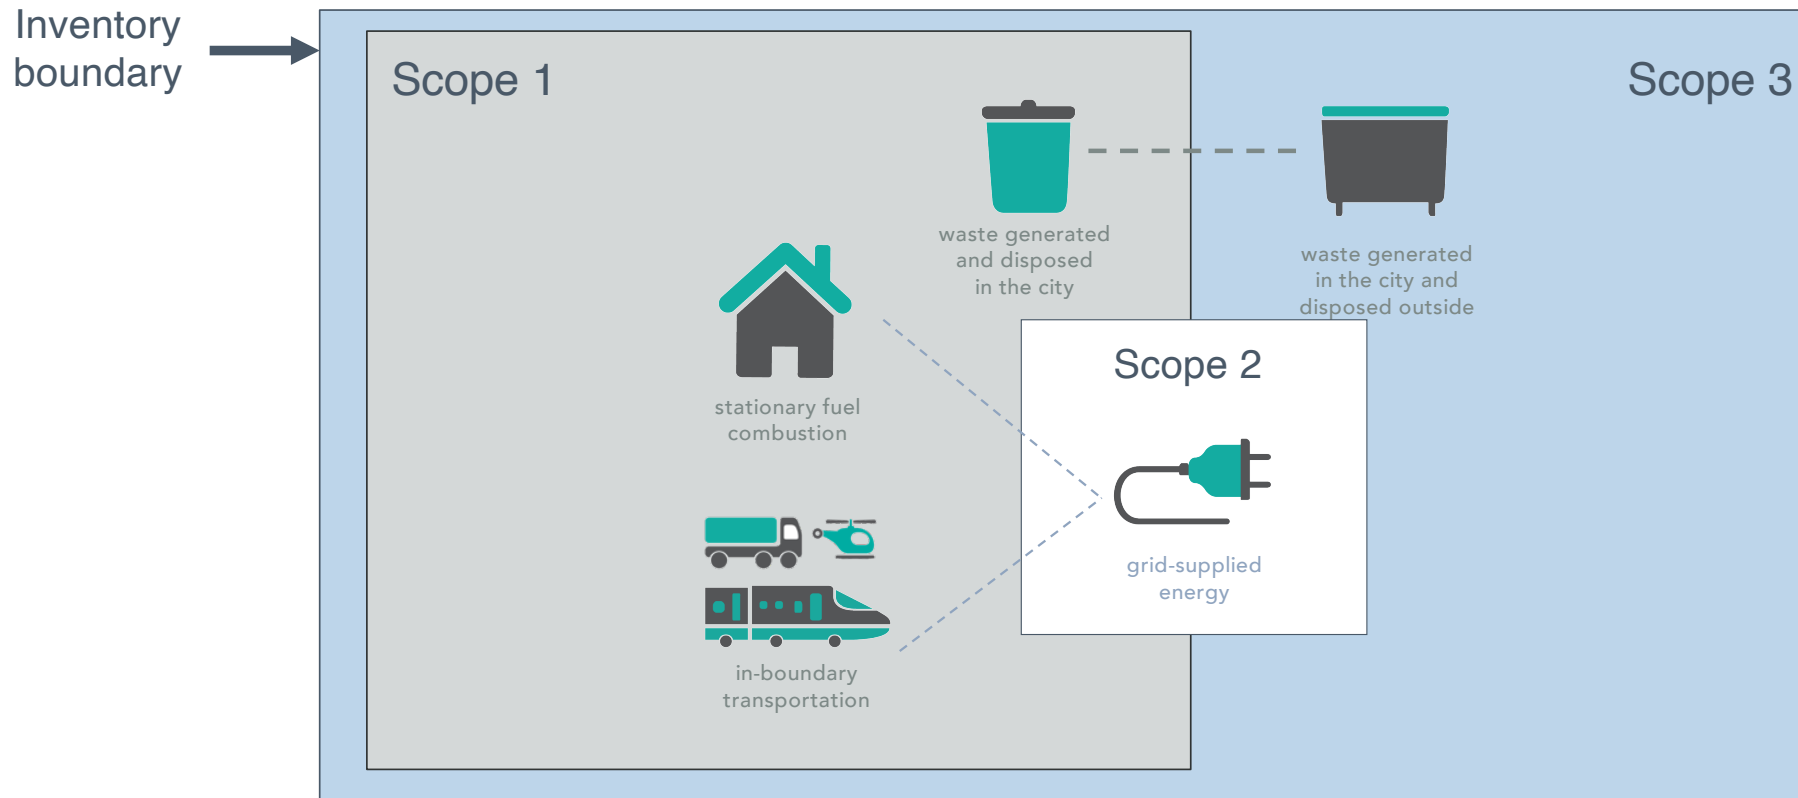 Inventory
boundary
Scope 1
Scope 3
waste generated
and disposed
in the city
waste generated
in the city and
disposed outside
Scope 2
stationary fuel
combustion
grid-supplied
energy
in-boundary
transportation